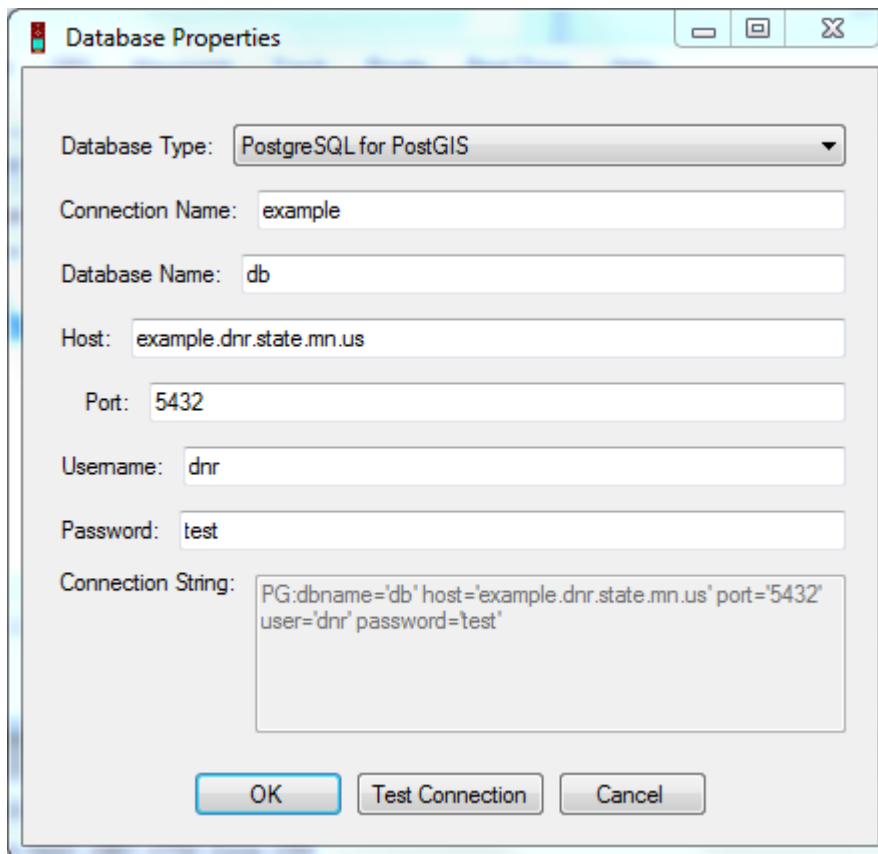 Database Properties
Database Type: PostgreSQL for PostGIS
Connection Name: example
Database Name: db
Host: example.dnr.state.mn.us
Port: 5432
Username: dnr
Password: test
Connection String: PG:dbname='db' host='example.dnr.state.mn.us' port='5432'
user='dnr' password='test'
OK Test Connection Cancel